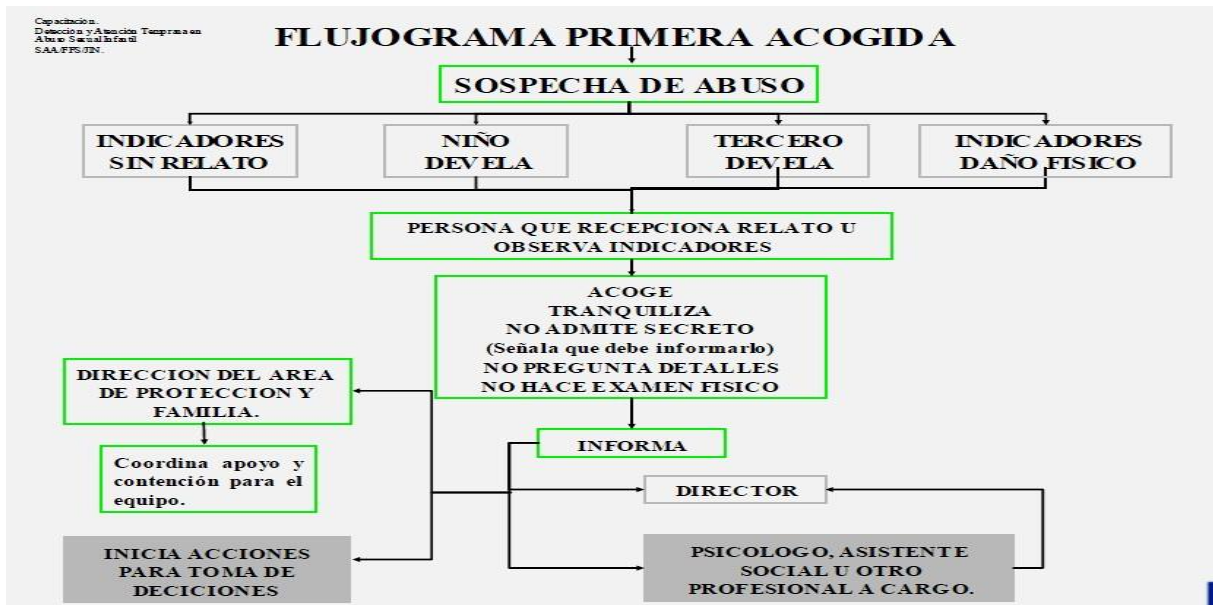 Capacitación.
Detección y Atención Temprana en
Abuso Sexual Infantil
FLUJOGRAMA PRIMERA ACOGIDA
SOSPECHA DE ABUSO
INDICADORES
SIN RELATO
NIÑO
DEVELA
TERCERO
DEVELA
INDICADORES
DAÑO FISICO
PERSONA QUE RECEPCIONA RELATO U
OBSERVA INDICADORES
ACOGE
TRANQUILIZA
NO ADMITE SECRETO
(Señala que debe informarlo)
NO PREGUNTA DETALLES
NO HACE EXAMEN FISICO
DIRECCION DEL AREA
DE PROTECCION Y
FAMILIA.
INFORMA
Coordina apoyo y
contención para el
equipo.
DIRECTOR
INICIA ACCIONES
PARA TOMA DE
DECICIONES
PSICOLOGO, ASISTENTE
SOCIAL U OTRO
PROFESIONAL A CARGO.